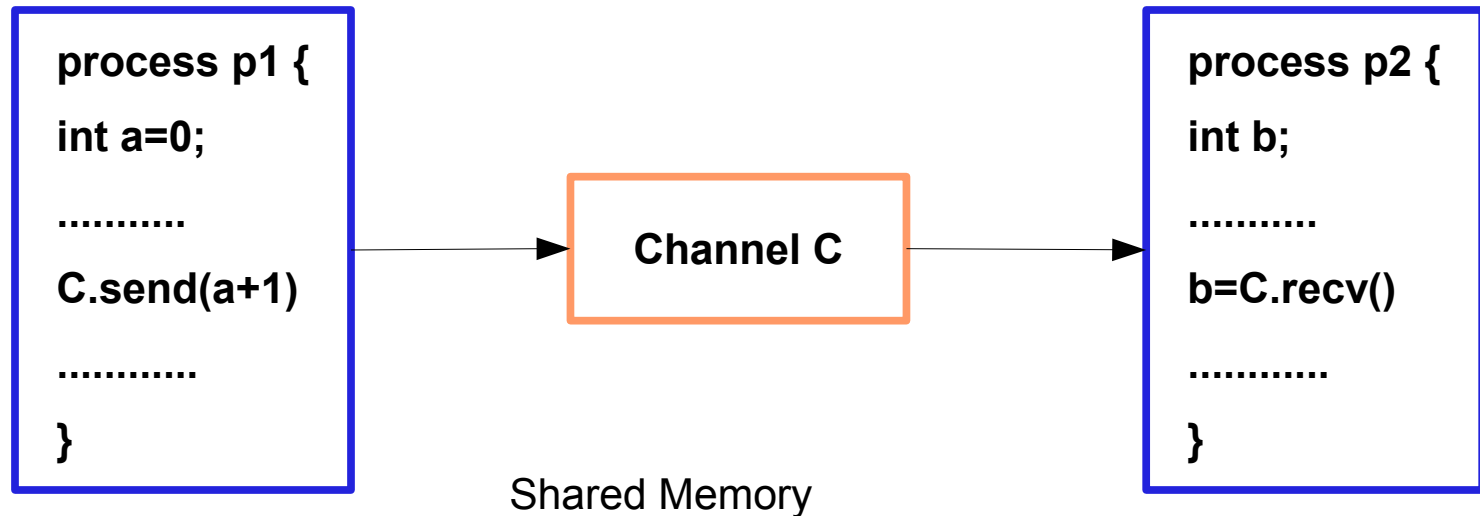 process p1 {
int a=0;
...........
C.send(a+1)
............
}
Channel C
process p2 {
int b;
...........
b=C.recv()
............
}
Shared Memory